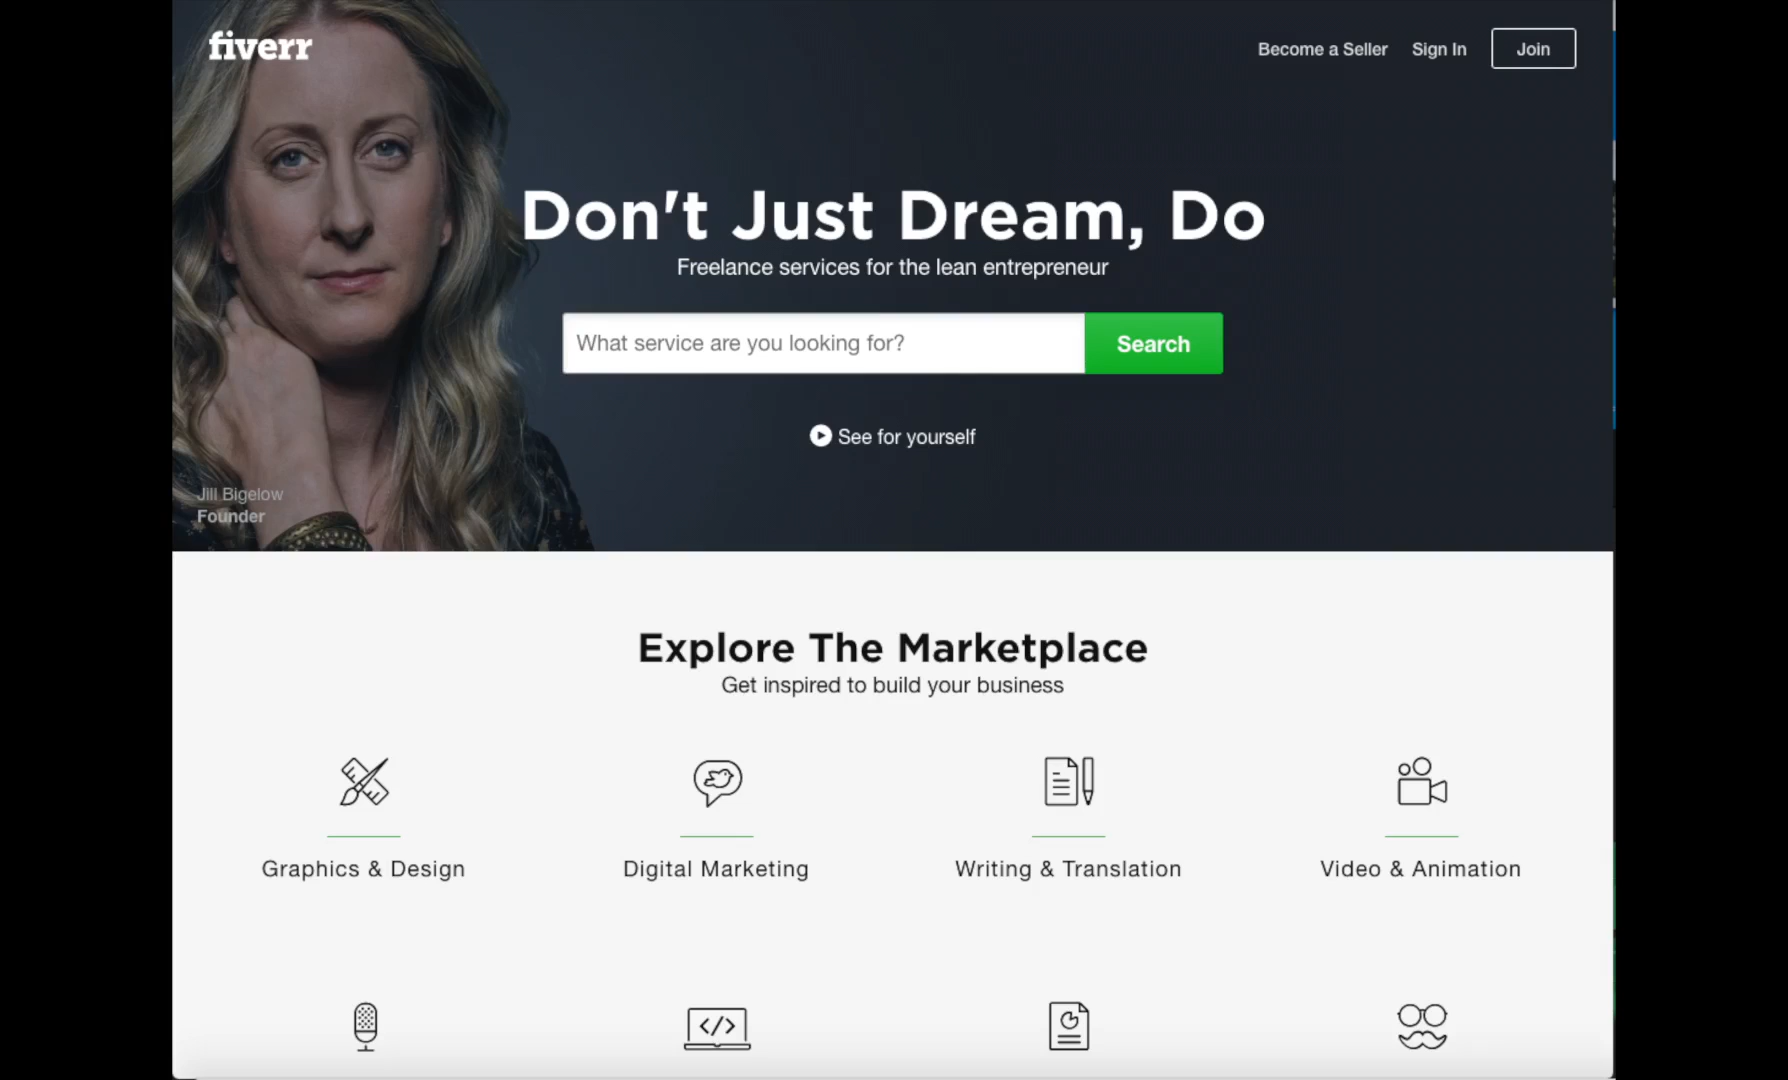 fiverr
Become a Seller Sign In Join
Don't Just Dream, Do
Freelance services for the lean entrepreneur
What service are you looking for? Search
See for yourself
Jill Bigelow
Founder
Explore The Marketplace
Get inspired to build your business
Graphics & Design Digital Marketing Writing & Translation Video & Animation